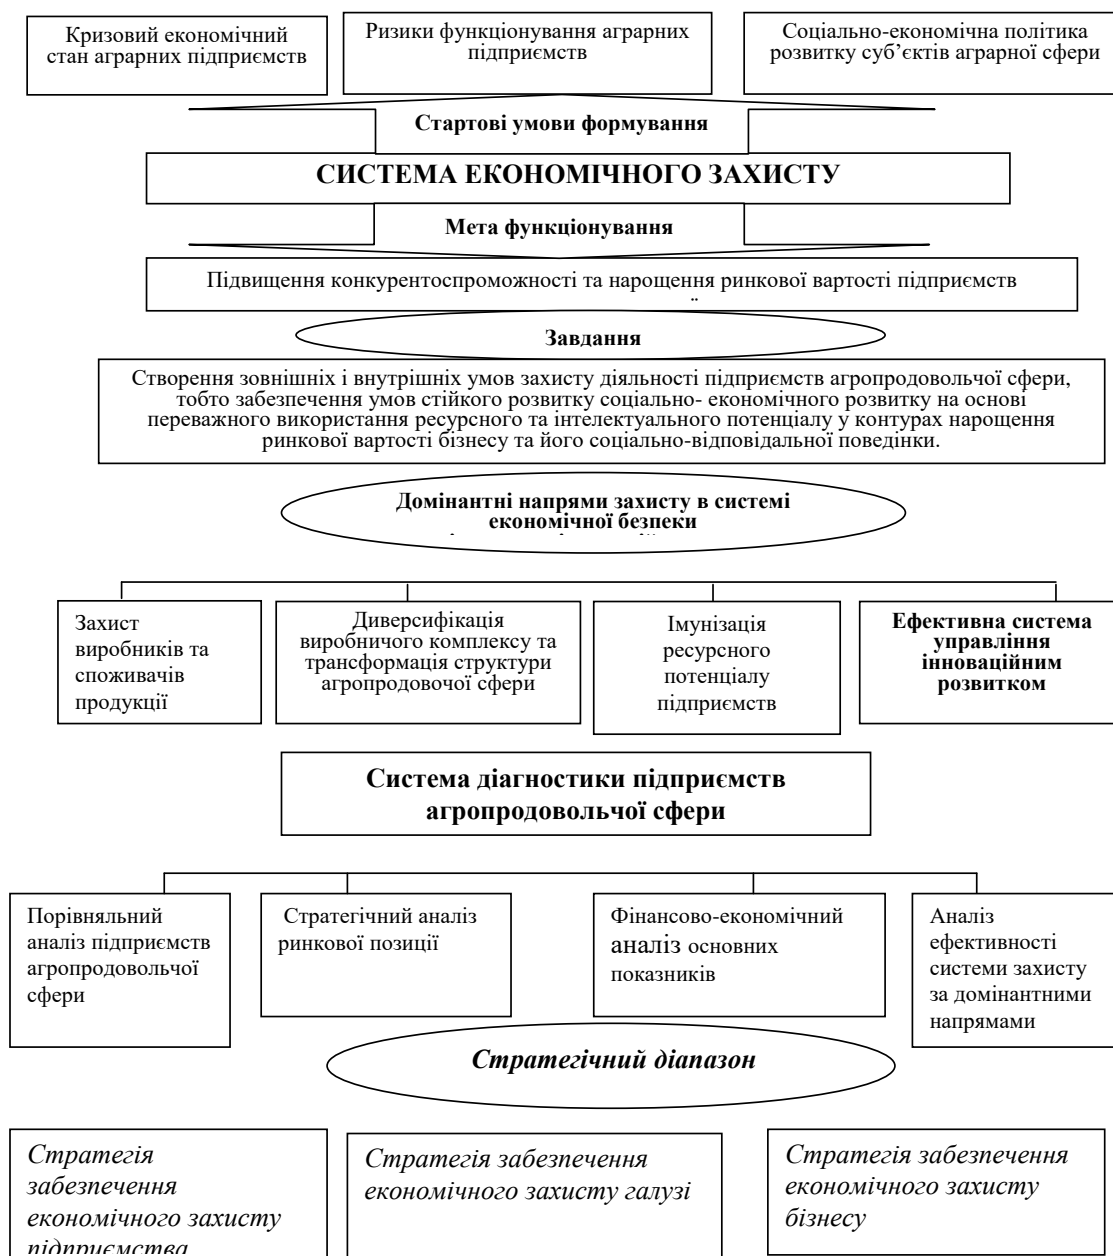 Кризовий економічний
стан аграрних підприємств
Ризики функціонування аграрних
підприємств
Соціально-економічна політика
розвитку суб’єктів аграрної сфери
Стартові умови формування
СИСТЕМА ЕКОНОМІЧНОГО ЗАХИСТУ
Мета функціонування
Підвищення конкурентоспроможності та нарощення ринкової вартості підприємств
Завдання
Створення зовнішніх і внутрішніх умов захисту діяльності підприємств агропродовольчої сфери,
тобто забезпечення умов стійкого розвитку соціально- економічного розвитку на основі
переважного використання ресурсного та інтелектуального потенціалу у контурах нарощення
ринкової вартості бізнесу та його соціально-відповідальної поведінки.
Домінантні напрями захисту в системі
економічної безпеки
Захист
виробників та
споживачів
продукції
Диверсифікація
виробничого комплексу та
трансформація структури
агропродовочої сфери
Імунізація
ресурсного
потенціалу
підприємств
Ефективна система
управління
інноваційним
розвитком
Система діагностики підприємств
агропродовольчої сфери
Порівняльний
аналіз підприємств
агропродовольчої
сфери
Стратегічний аналіз
ринкової позиції
Фінансово-економічний
аналіз основних
показників
Аналіз
ефективності
системи захисту
за домінантними
напрямами
Стратегічний діапазон
Стратегія
забезпечення
економічного захисту
підприємства
Стратегія забезпечення
економічного захисту галузі
Стратегія забезпечення
економічного захисту
бізнесу